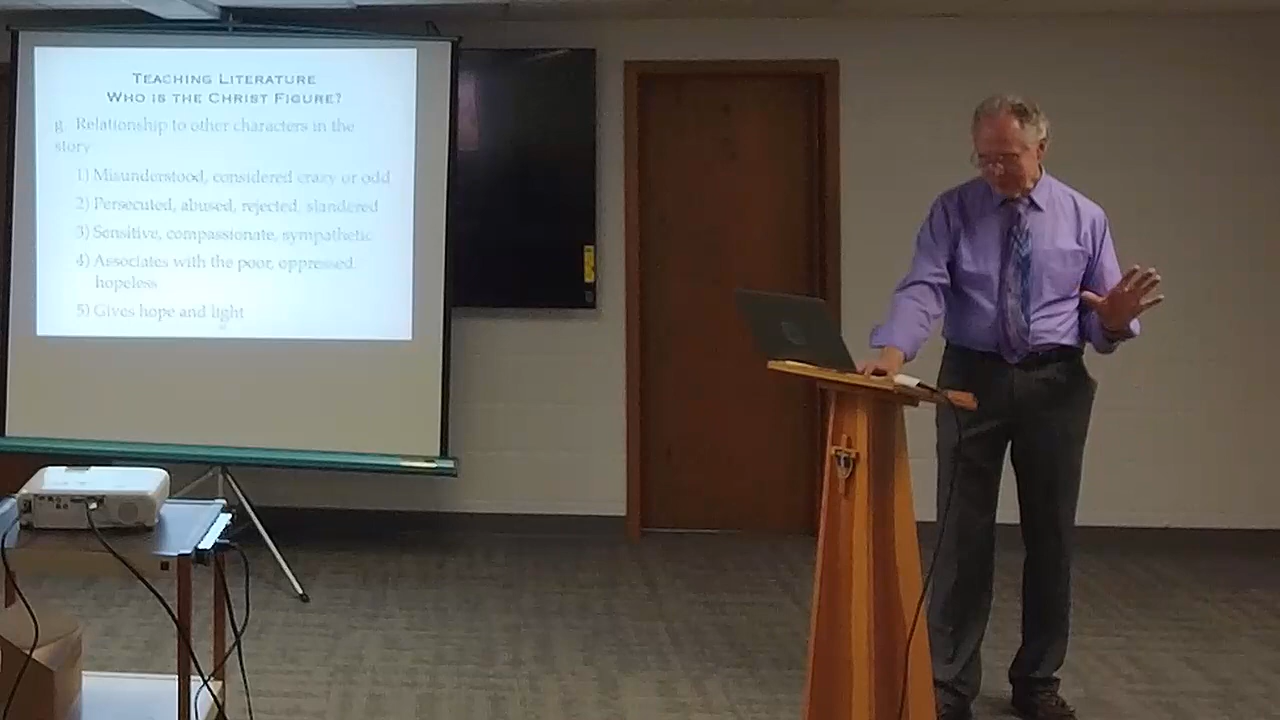 TEACHING LITERATURE
WHO IS THE CHRIST FIGURE?
g. Relationship to other characters in the
story
1) Misunderstood, considered crazy or odd
2) Persecuted, abused, rejected, slandered
3) Sensitive, compassionate, sympathetic
4) Associates with the poor, oppressed,
hopeless
5) Gives hope and light